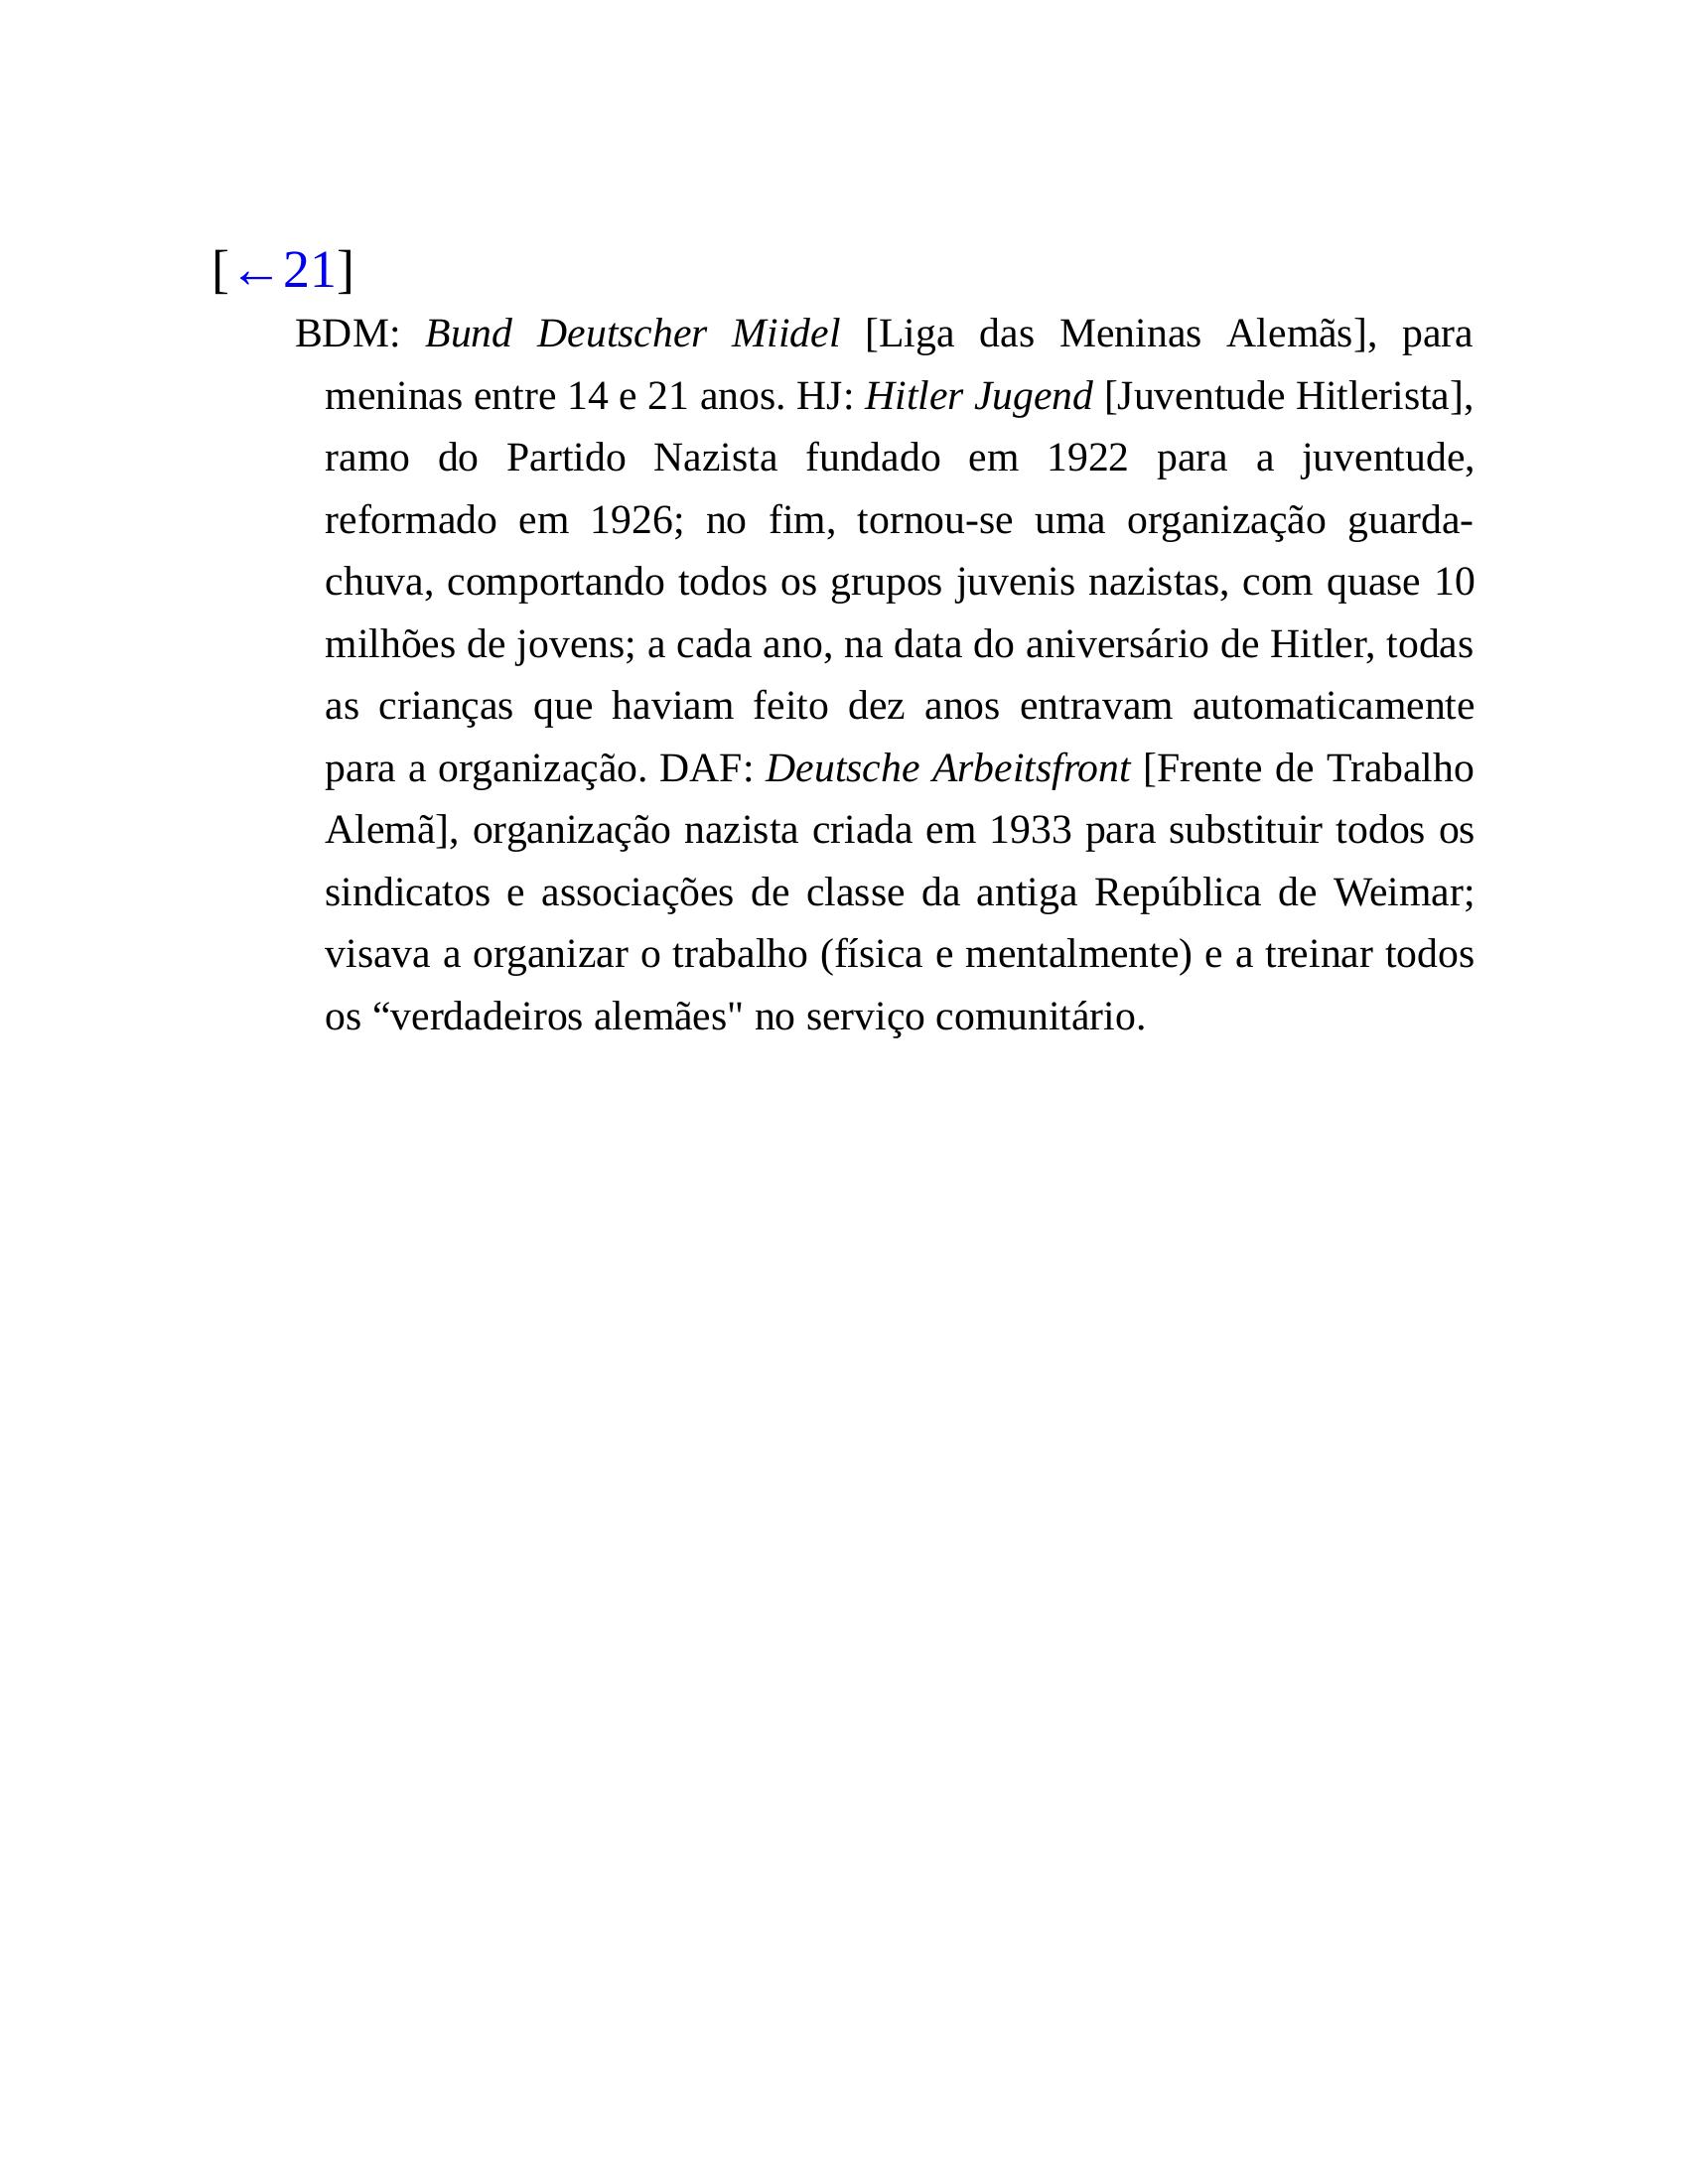 [←21]
BDM: Bund Deutscher Miidel [Liga das Meninas Alemãs], para
meninas entre 14 e 21 anos. HJ: Hitler Jugend [Juventude Hitlerista],
ramo do Partido Nazista fundado em 1922 para a juventude,
reformado em 1926; no fim, tornou-se uma organização guarda-
chuva, comportando todos os grupos juvenis nazistas, com quase 10
milhões de jovens; a cada ano, na data do aniversário de Hitler, todas
as crianças que haviam feito dez anos entravam automaticamente
para a organização. DAF: Deutsche Arbeitsfront [Frente de Trabalho
Alemã], organização nazista criada em 1933 para substituir todos os
sindicatos e associações de classe da antiga República de Weimar;
visava a organizar o trabalho (física e mentalmente) e a treinar todos
os “verdadeiros alemães" no serviço comunitário.